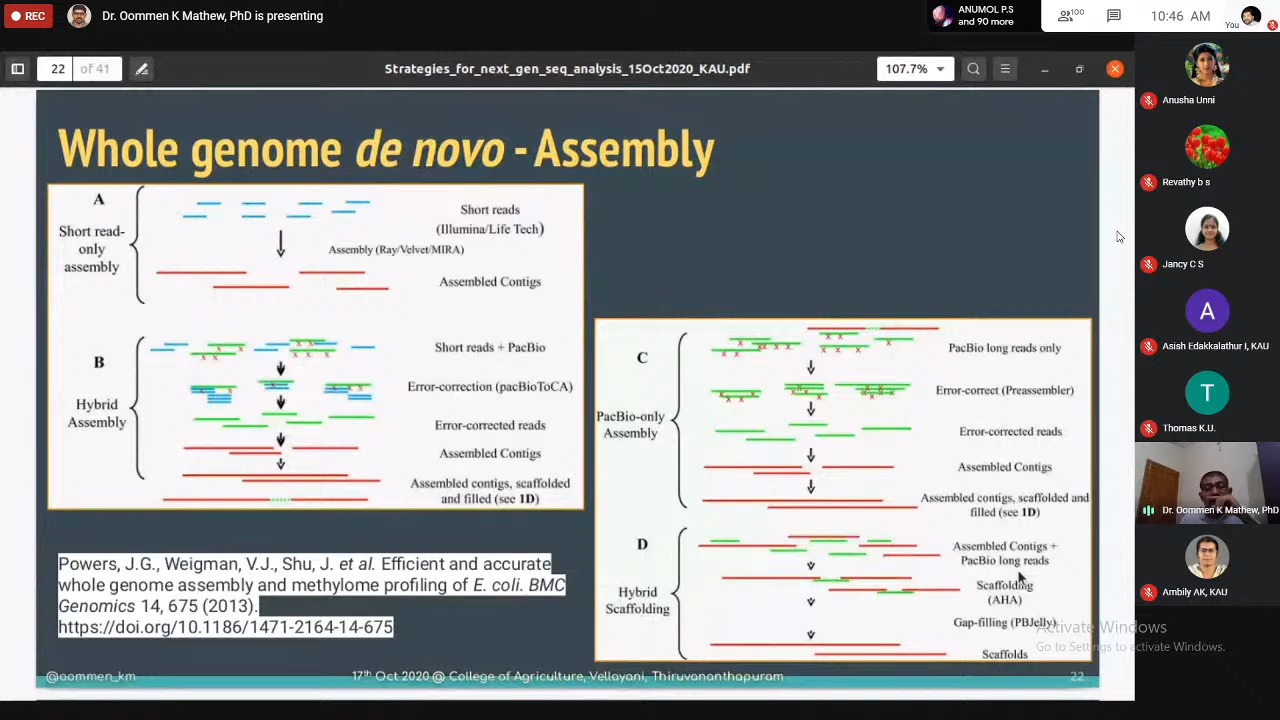 REC
Dr. Oommen K Mathew, PhD is presenting
ANUMOL P.S
and 90 more
100
10:46 AM
You
22 of 41
Strategies_for_next_gen_seq_analysis_15Oct2020_KAU.pdf
107.7%
Whole genome de novo - Assembly
A
Short read-
only
assembly
Short reads
(Illumina/Life Tech)
Assembly (Ray/Velvet/MIRA)
Assembled Contigs
B
Hybrid
Assembly
Short reads + PacBio
Error-correction (pacBioToCA)
Error-corrected reads
Assembled Contigs
Assembled contigs, scaffolded
and filled (see 1D)
C
PacBio-only
Assembly
PacBio long reads only
Error-correct (Preassembler)
Error-corrected reads
Assembled Contigs
Assembled contigs, scaffolded and
filled (see 1D)
D
Hybrid
Scaffolding
Assembled Contigs +
PacBio long reads
Scaffolding
(AHA)
Gap-filling (PBJelly)
Scaffolds
Powers, J.G., Weigman, V.J., Shu, J. et al. Efficient and accurate
whole genome assembly and methylome profiling of E. coli. BMC
Genomics 14, 675 (2013).
https://doi.org/10.1186/1471-2164-14-675
@oommen_km
17th Oct 2020 @ College of Agriculture, Vellayani, Thiruvananthapuram
22
Activate Windows
Go to Settings to activate Windows.
Anusha Unni
Revathy b s
Jancy C S
A
Asish Edakkalathur I, KAU
T
Thomas K.U.
Dr. Oommen K Mathew, PhD
Ambily AK, KAU